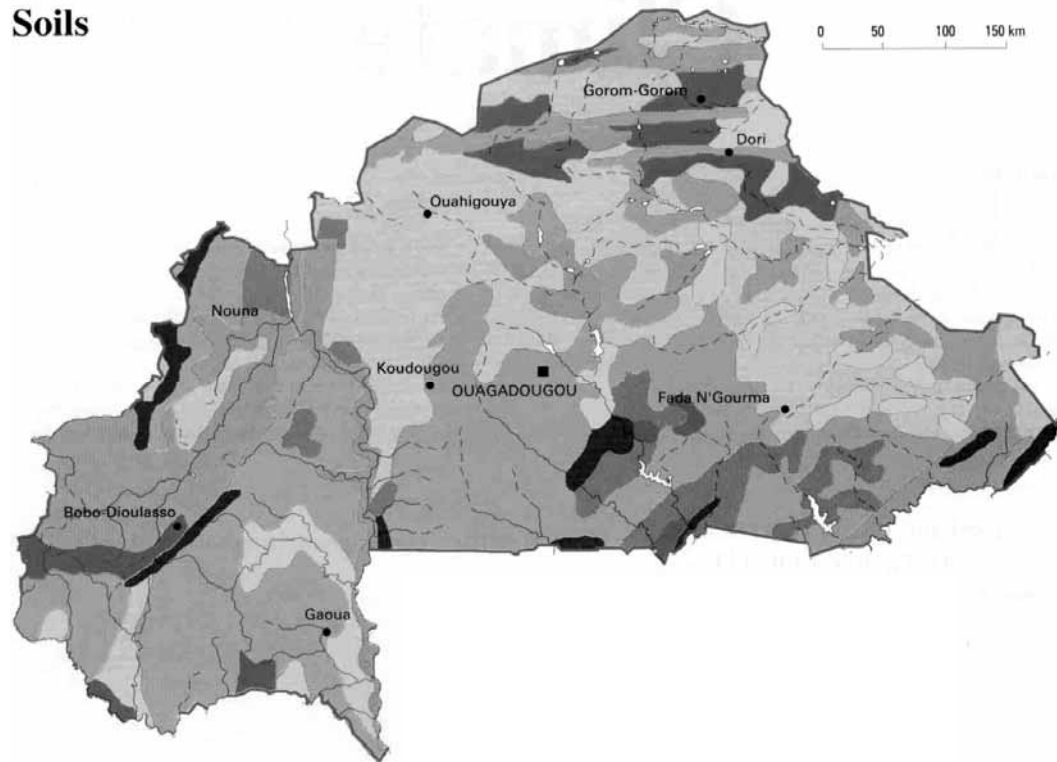 Soils
0 50 100 150 km
Gorom-Gorom
Dori
Ouahigouya
Nouna
Koudougou
OUAGADOUGOU
Fada N'Gourma
Bobo-Dioulasso
Gaoua